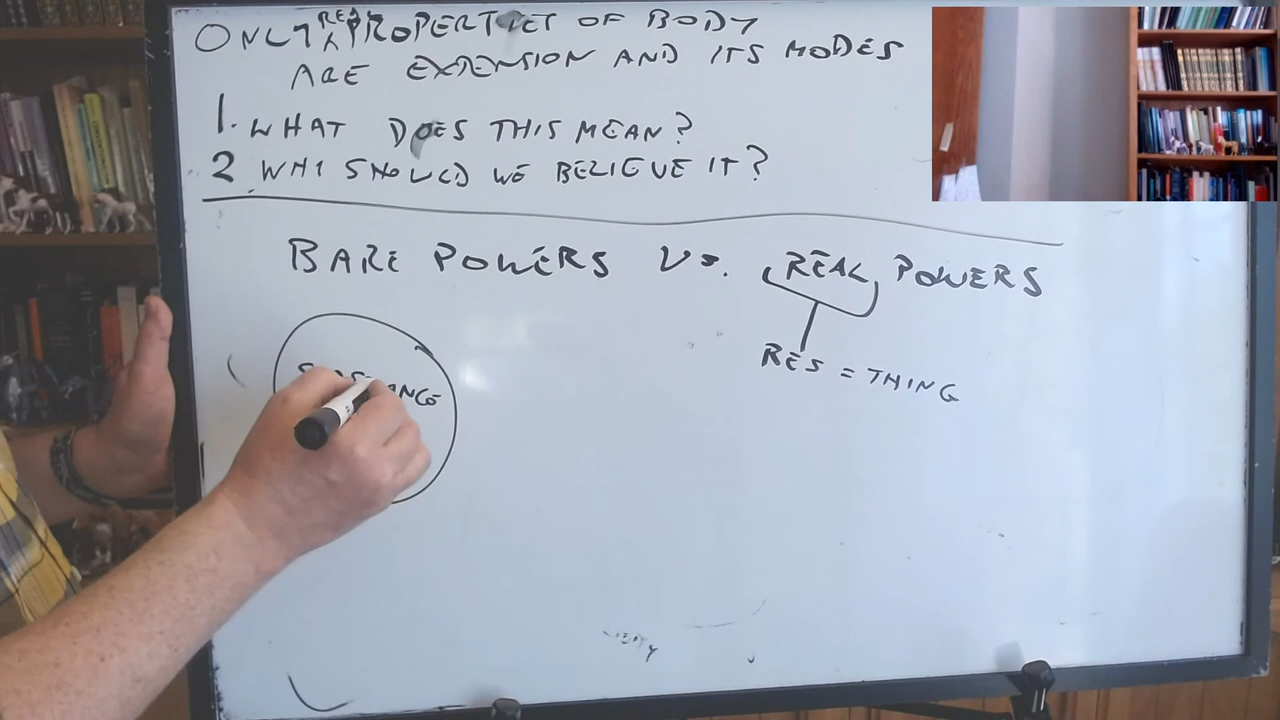 REAL
ONLY ^ PROPERTIES OF BODY
ARE EXTENSION AND ITS MODES
1. WHAT DOES THIS MEAN?
2 WHY SHOULD WE BELIEVE IT?
BARE POWERS VS. REAL POWERS
RES = THING